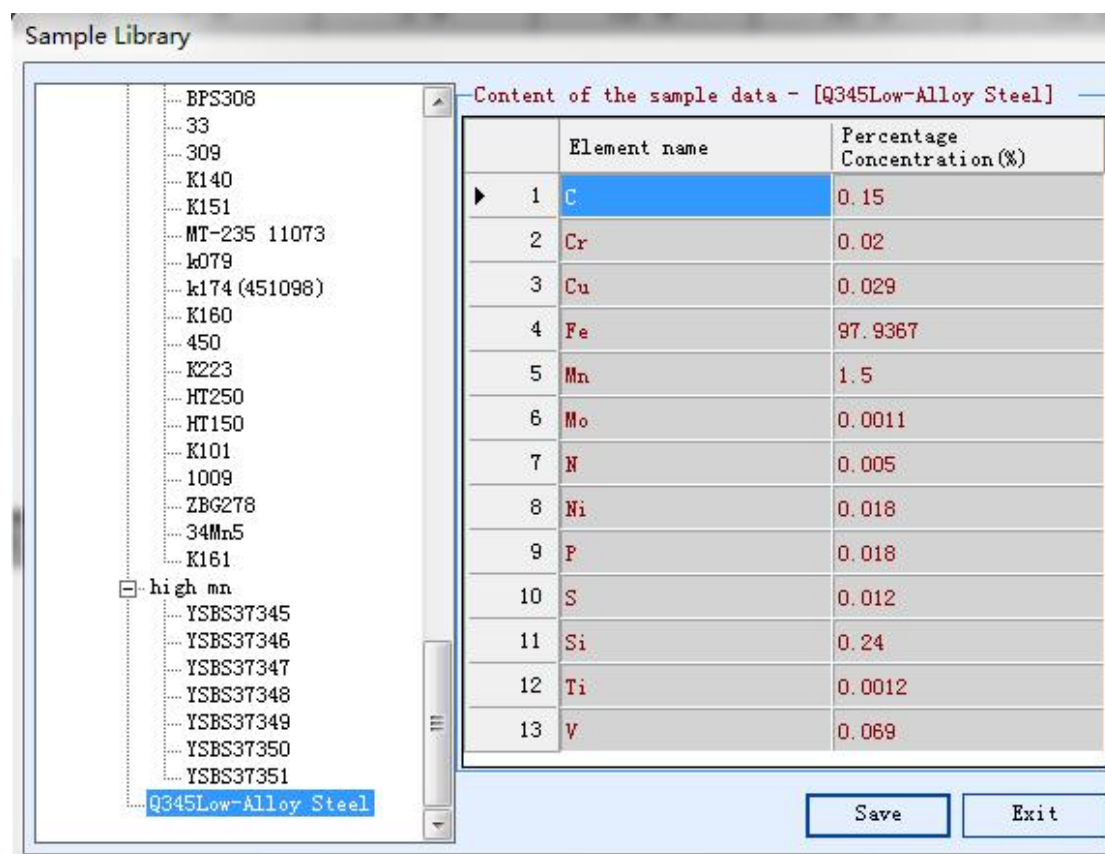 Sample Library
BPS308
33
309
K140
K151
MT-235 11073
k079
k174(451098)
K160
450
K223
HT250
HT150
K101
1009
ZBG278
34Mn5
K161
high mn
YSBS37345
YSBS37346
YSBS37347
YSBS37348
YSBS37349
YSBS37350
YSBS37351
Q345Low-Alloy Steel
Content of the sample data - [Q345Low-Alloy Steel]
Element name Percentage Concentration(%)
1 C 0.15
2 Cr 0.02
3 Cu 0.029
4 Fe 97.9367
5 Mn 1.5
6 Mo 0.0011
7 N 0.005
8 Ni 0.018
9 P 0.018
10 S 0.012
11 Si 0.24
12 Ti 0.0012
13 V 0.069
Save Exit